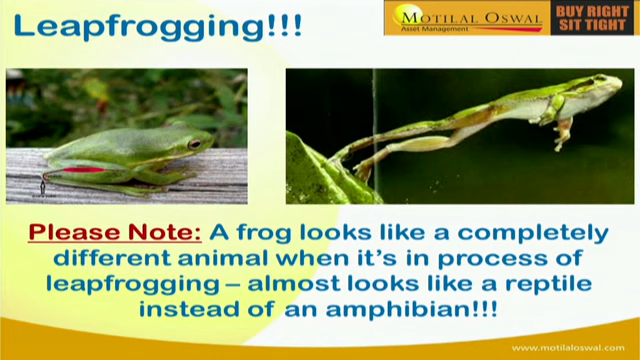 Leapfrogging!!!
MOTILAL OSWAL
Asset Management
BUY RIGHT
SIT TIGHT
Please Note: A frog looks like a completely
different animal when it's in process of
leapfrogging – almost looks like a reptile
instead of an amphibian!!!
www.motilaloswal.com